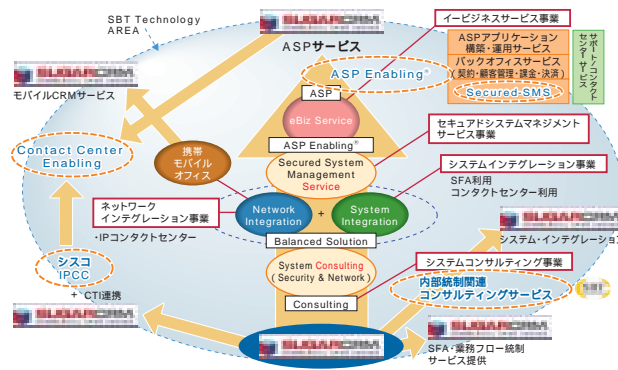 SBT Technology
AREA
SUGARCRM
ASPサービス
イービジネスサービス事業
ASPアプリケーション
構築・運用サービス
バックオフィスサービス
(契約・顧客管理・課金・決済)
Secured-SMS
サポート/コンタクト
センターサービス
ASP Enabling®
SUGARCRM
モバイルCRMサービス
ASP
eBiz Service
ASP Enabling®
Contact Center
Enabling
携帯
モバイル
オフィス
Secured System
Management
Service
セキュアドシステムマネジメント
サービス事業
システムインテグレーション事業
SFA利用
コンタクトセンター利用
ネットワーク
インテグレーション事業
・IPコンタクトセンター
Network
Integration
+
System
Integration
Balanced Solution
SUGARCRM
システム・インテグレーション
シスコ
IPCC
+ CTI連携
SUGARCRM
System Consulting
(Security & Network)
Consulting
システムコンサルティング事業
内部統制関連
コンサルティングサービス
SUGARCRM
SUGARCRM
SFA・業務フロー統制
サービス提供